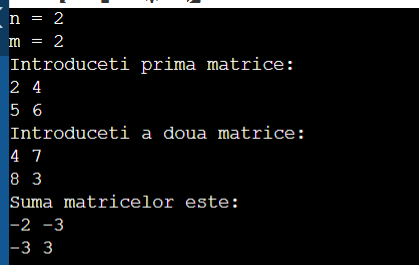 n = 2
m = 2
Introduceti prima matrice:
2 4
5 6
Introduceti a doua matrice:
4 7
8 3
Suma matricelor este:
-2 -3
-3 3